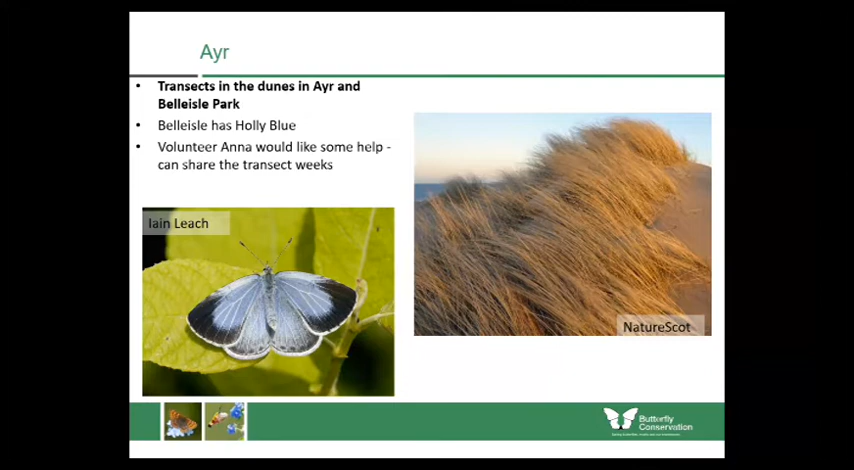 Ayr
• Transects in the dunes in Ayr and
Belleisle Park
• Belleisle has Holly Blue
• Volunteer Anna would like some help -
can share the transect weeks
Iain Leach
NatureScot
Butterfly
Conservation